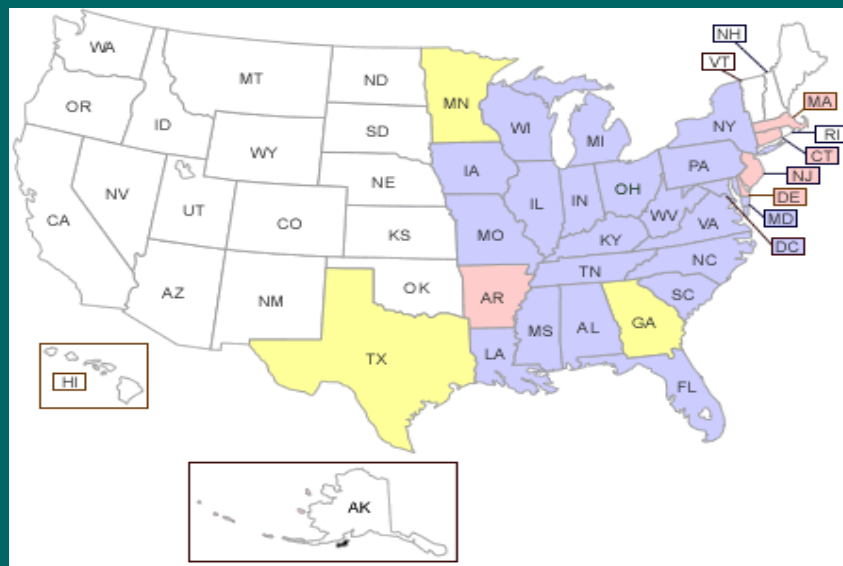 WA
MT
ND
MN
OR
ID
SD
WY
WI
MI
NY
NH
VT
MA
RI
CT
NJ
DE
MD
DC
NV
NE
IA
PA
CA
UT
CO
IL
IN
OH
WV
VA
KS
MO
KY
NC
AZ
NM
OK
AR
TN
SC
TX
LA
MS
AL
GA
FL
HI
AK